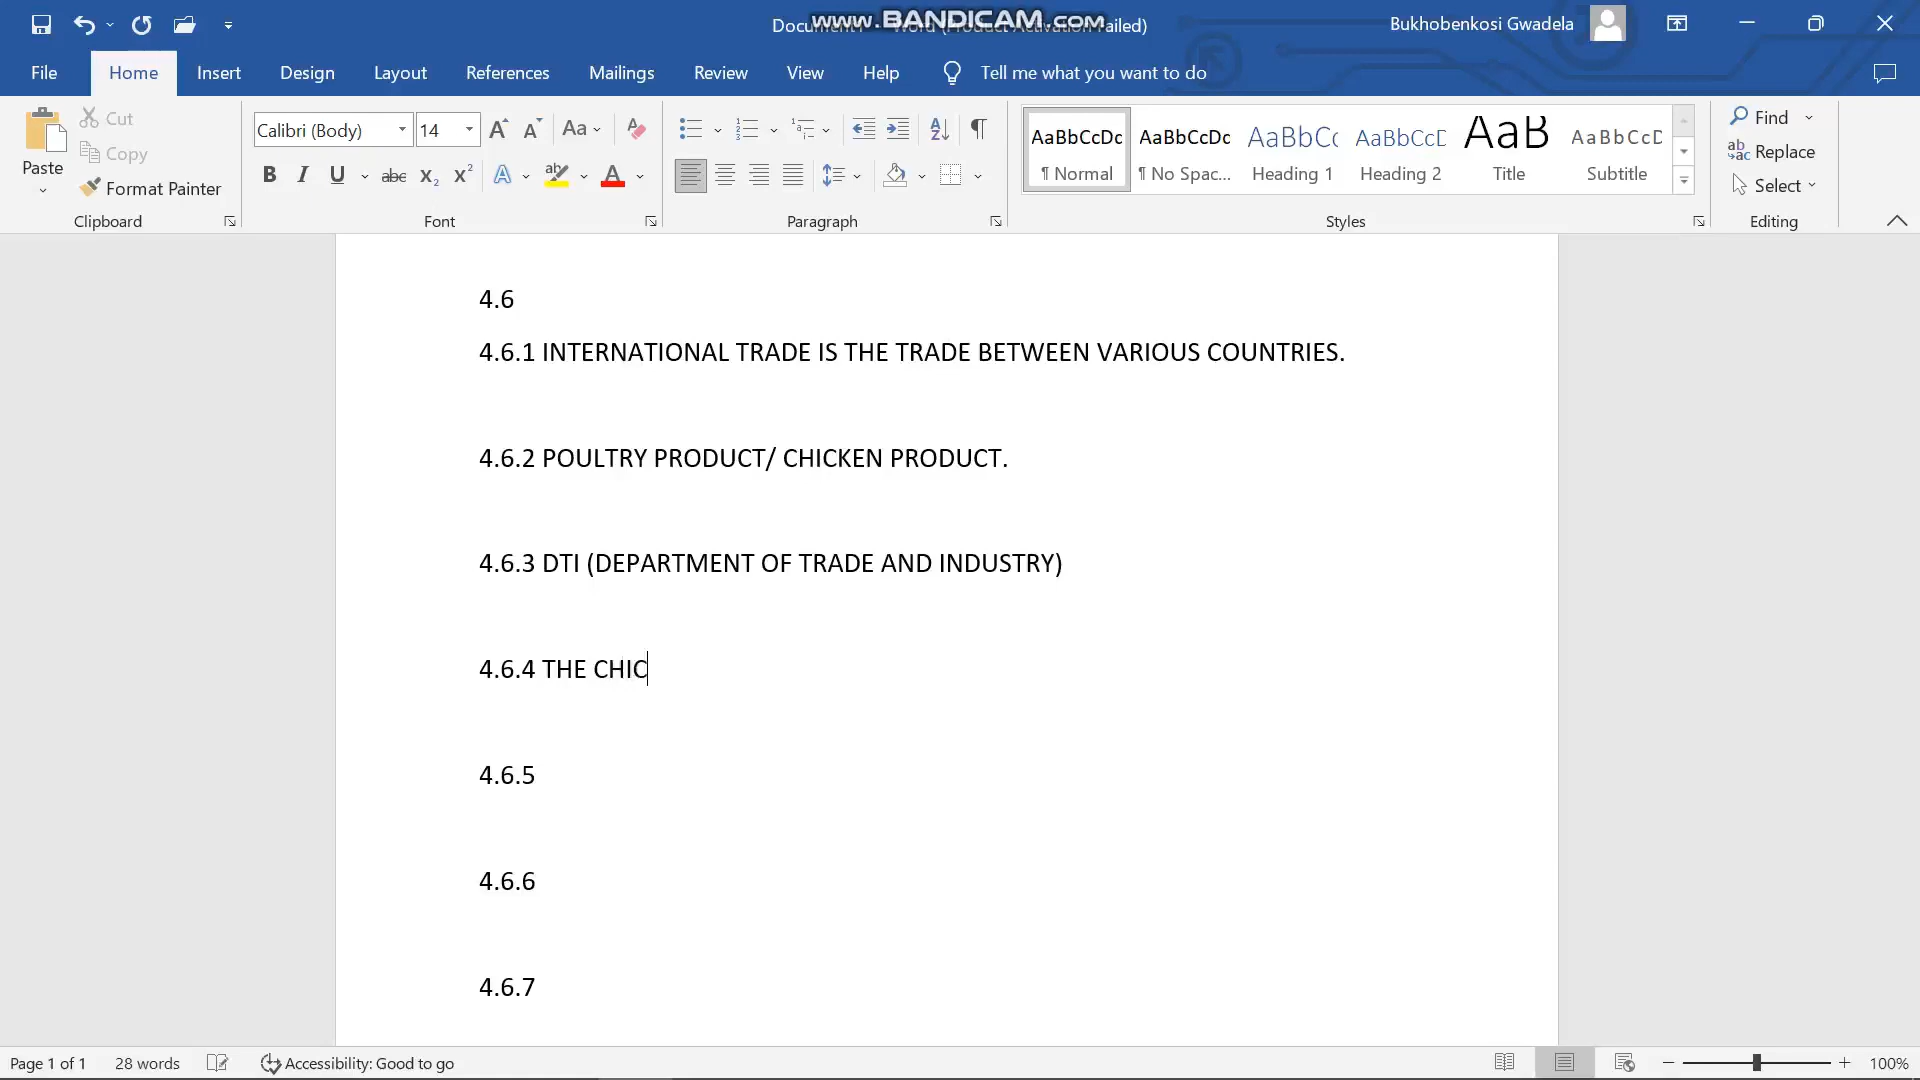 www.BANDICAM.com
Bukhobenkosi Gwadela
File Home Insert Design Layout References Mailings Review View Help Tell me what you want to do
Cut
Copy
Format Painter
Paste
Clipboard
Calibri (Body) 14
Font
Paragraph
AaBbCcDc AaBbCcDc AaBbCc AaBbCcD AaB AaBbCcD
¶ Normal ¶ No Spac... Heading 1 Heading 2 Title Subtitle
Styles
Find
Replace
Select
Editing
4.6
4.6.1 INTERNATIONAL TRADE IS THE TRADE BETWEEN VARIOUS COUNTRIES.
4.6.2 POULTRY PRODUCT/ CHICKEN PRODUCT.
4.6.3 DTI (DEPARTMENT OF TRADE AND INDUSTRY)
4.6.4 THE CHIC
4.6.5
4.6.6
4.6.7
Page 1 of 1 28 words Accessibility: Good to go 100%